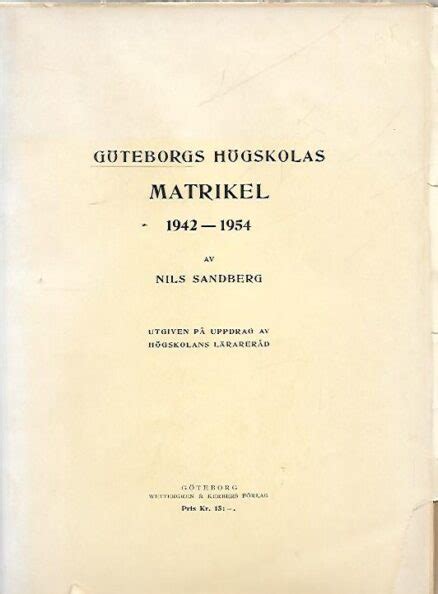 GÖTEBORGS HÖGSKOLAS
MATRIKEL
1942 — 1954
AV
NILS SANDBERG
UTGIVEN PÅ UPPDRAG AV
HÖGSKOLANS LÄRARERÅD
GÖTEBORG
WETTERGREN & KERBERS FÖRLAG
Pris Kr. 15: —.